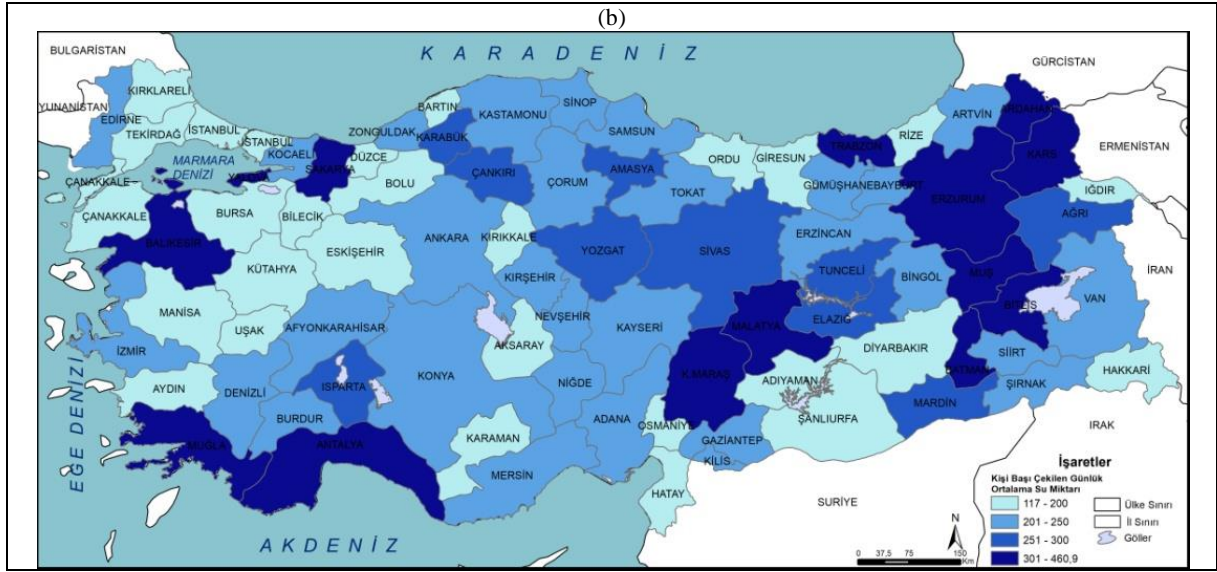 (b)
K A R A D E N İ Z
BULGARİSTAN
GÜRCİSTAN
YUNANİSTAN
KIRKLARELİ
EDİRNE
TEKİRDAĞ
İSTANBUL
İSTANBUL
KOCAELİ
SAKARYA
DÜZCE
ZONGULDAK
BARTIN
KARABÜK
KASTAMONU
SİNOP
SAMSUN
ORDU
GİRESUN
TRABZON
RİZE
ARTVİN
ARDAHAN
KARS
ERMENİSTAN
IĞDIR
MARMARA
DENİZİ
ÇANAKKALE
ÇANAKKALE
BALIKESİR
BURSA
BİLECİK
BOLU
ÇANKIRI
ÇORUM
AMASYA
TOKAT
GÜMÜŞHANE
BAYBURT
ERZURUM
AĞRI
İRAN
KÜTAHYA
ESKİŞEHİR
ANKARA
KIRIKKALE
KIRŞEHİR
YOZGAT
SİVAS
ERZİNCAN
TUNCELİ
BİNGÖL
MUŞ
BİTLİS
VAN
MANİSA
UŞAK
AFYONKARAHİSAR
NEVŞEHİR
AKSARAY
KAYSERİ
MALATYA
ELAZIĞ
DİYARBAKIR
BATMAN
SİİRT
ŞIRNAK
HAKKARİ
İZMİR
AYDIN
DENİZLİ
ISPARTA
BURDUR
KONYA
NİĞDE
K.MARAŞ
ADIYAMAN
ŞANLIURFA
MARDİN
MUĞLA
ANTALYA
KARAMAN
MERSİN
ADANA
OSMANİYE
GAZİANTEP
KİLİS
HATAY
SURİYE
IRAK
EGE DENİZİ
A K D E N İ Z
İşaretler
Kişi Başı Çekilen Günlük
Ortalama Su Miktarı
117 - 200
201 - 250
251 - 300
301 - 460,9
Ülke Sınırı
İl Sınırı
Göller
N
0 37,5 75 150
Km